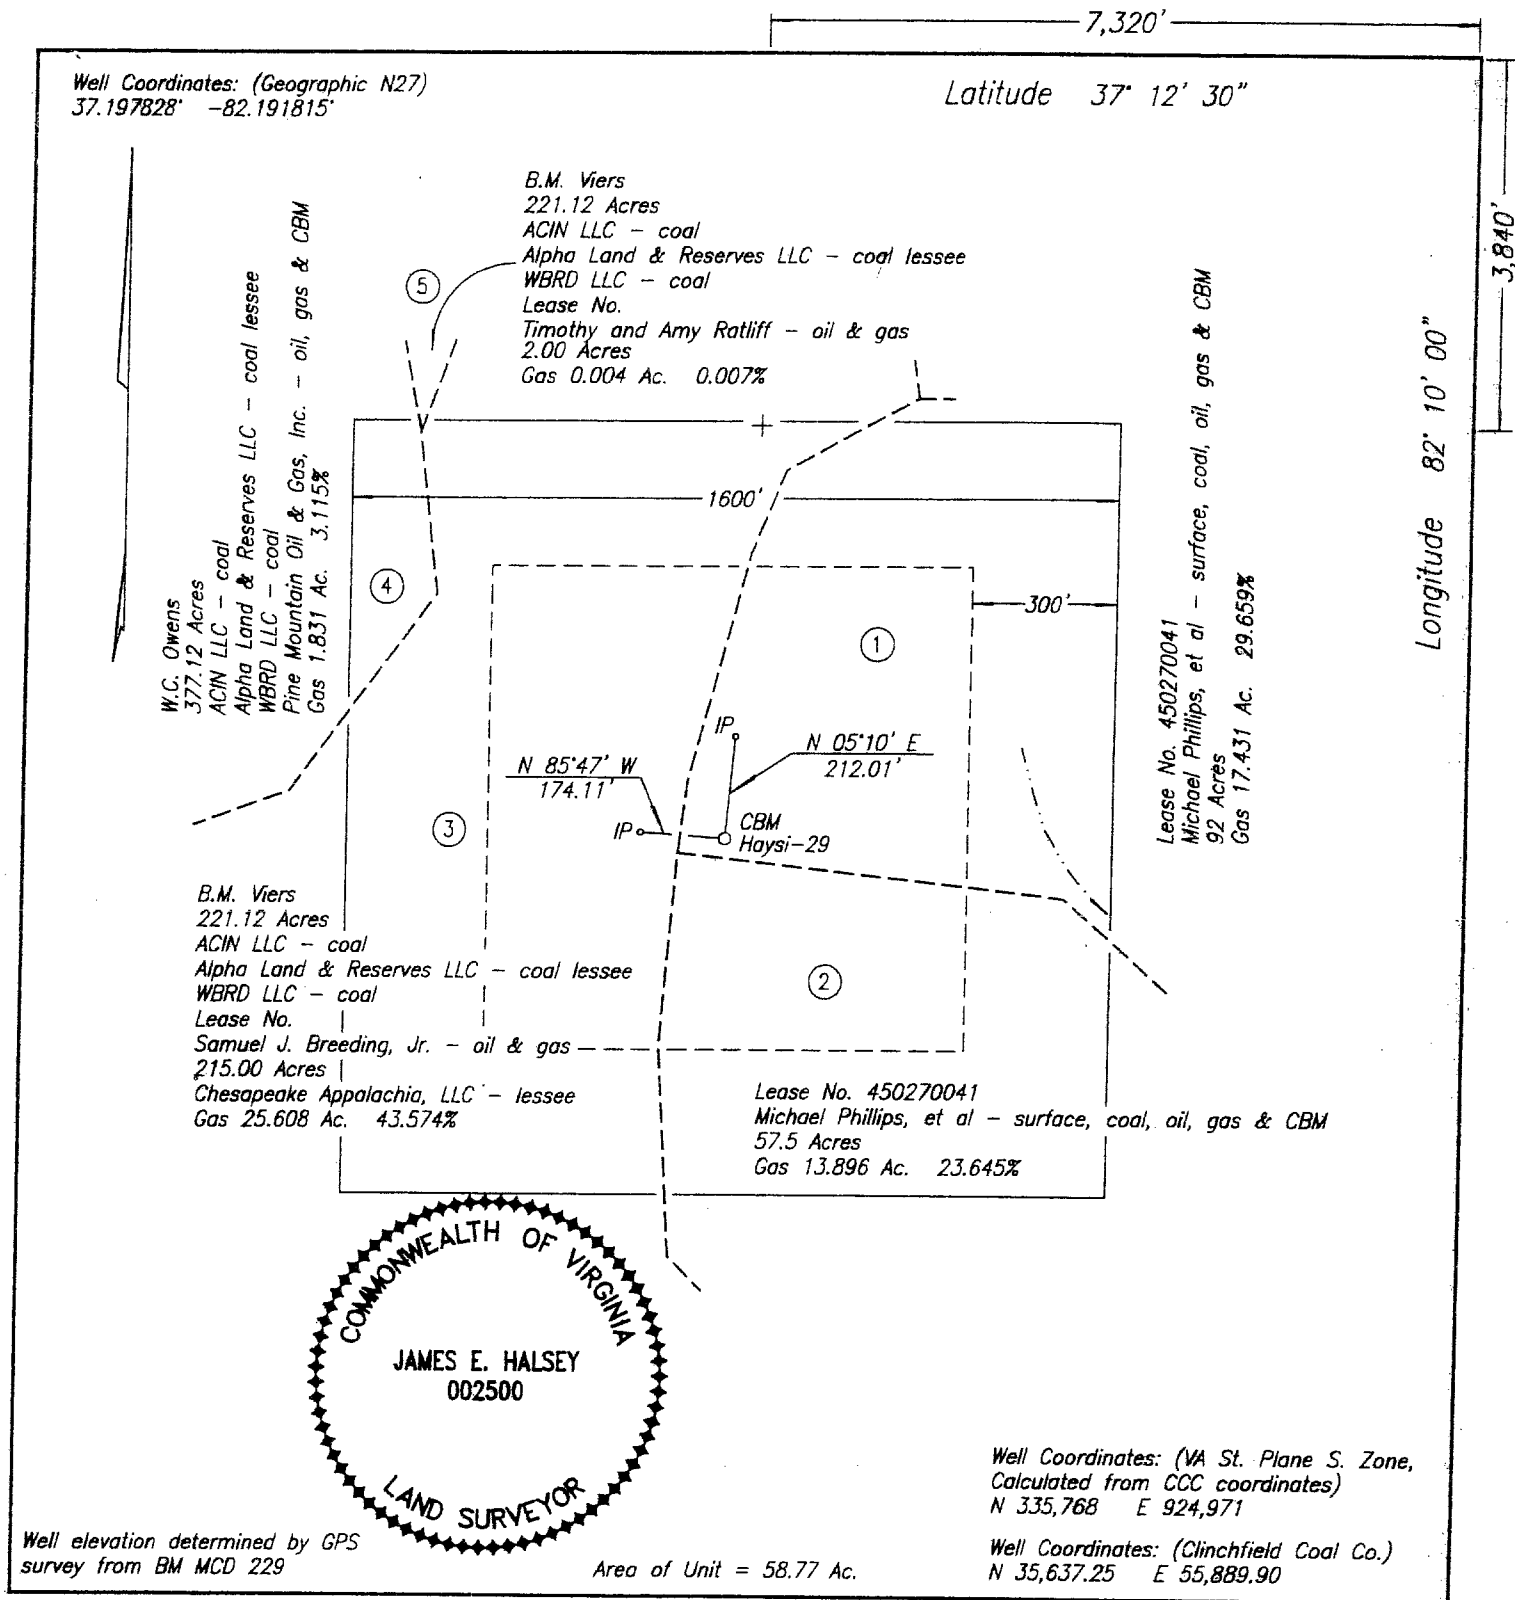 7,320'
Well Coordinates: (Geographic N27)
37.197828° -82.191815°
Latitude 37° 12' 30"
3,840'
Longitude 82° 10' 00"
B.M. Viers
221.12 Acres
ACIN LLC - coal
Alpha Land & Reserves LLC - coal lessee
WBRD LLC - coal
Lease No.
Timothy and Amy Ratliff - oil & gas
2.00 Acres
Gas 0.004 Ac. 0.007%
5
W.C. Owens
377.12 Acres
ACIN LLC - coal
Alpha Land & Reserves LLC - coal lessee
WBRD LLC - coal
Pine Mountain Oil & Gas, Inc. - oil, gas & CBM
Gas 1.831 Ac. 3.115%
1600'
4
300'
1
Lease No. 450270041
Michael Phillips, et al - surface, coal, oil, gas & CBM
92 Acres
Gas 17.431 Ac. 29.659%
IP
N 05°10' E
212.01'
N 85°47' W
174.11'
3
IP
CBM
Haysi-29
B.M. Viers
221.12 Acres
ACIN LLC - coal
Alpha Land & Reserves LLC - coal lessee
WBRD LLC - coal
Lease No.
Samuel J. Breeding, Jr. - oil & gas
215.00 Acres
Chesapeake Appalachia, LLC - lessee
Gas 25.608 Ac. 43.574%
2
Lease No. 450270041
Michael Phillips, et al - surface, coal, oil, gas & CBM
57.5 Acres
Gas 13.896 Ac. 23.645%
COMMONWEALTH OF VIRGINIA
JAMES E. HALSEY
002500
LAND SURVEYOR
Well Coordinates: (VA St. Plane S. Zone,
Calculated from CCC coordinates)
N 335,768 E 924,971
Well elevation determined by GPS
survey from BM MCD 229
Area of Unit = 58.77 Ac.
Well Coordinates: (Clinchfield Coal Co.)
N 35,637.25 E 55,889.90